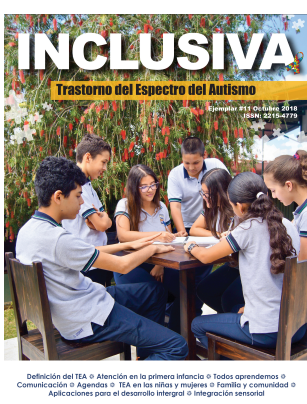 INCLUSIVA
Trastorno del Espectro del Autismo
Ejemplar #11 Octubre 2018
ISSN: 2215-4779
Definición del TEA ✽ Atención en la primera infancia ✽ Todos aprendemos ✽
Comunicación ✽ Agendas ✽ TEA en las niñas y mujeres ✽ Familia y comunidad ✽
Aplicaciones para el desarrollo intergral ✽ Integración sensorial